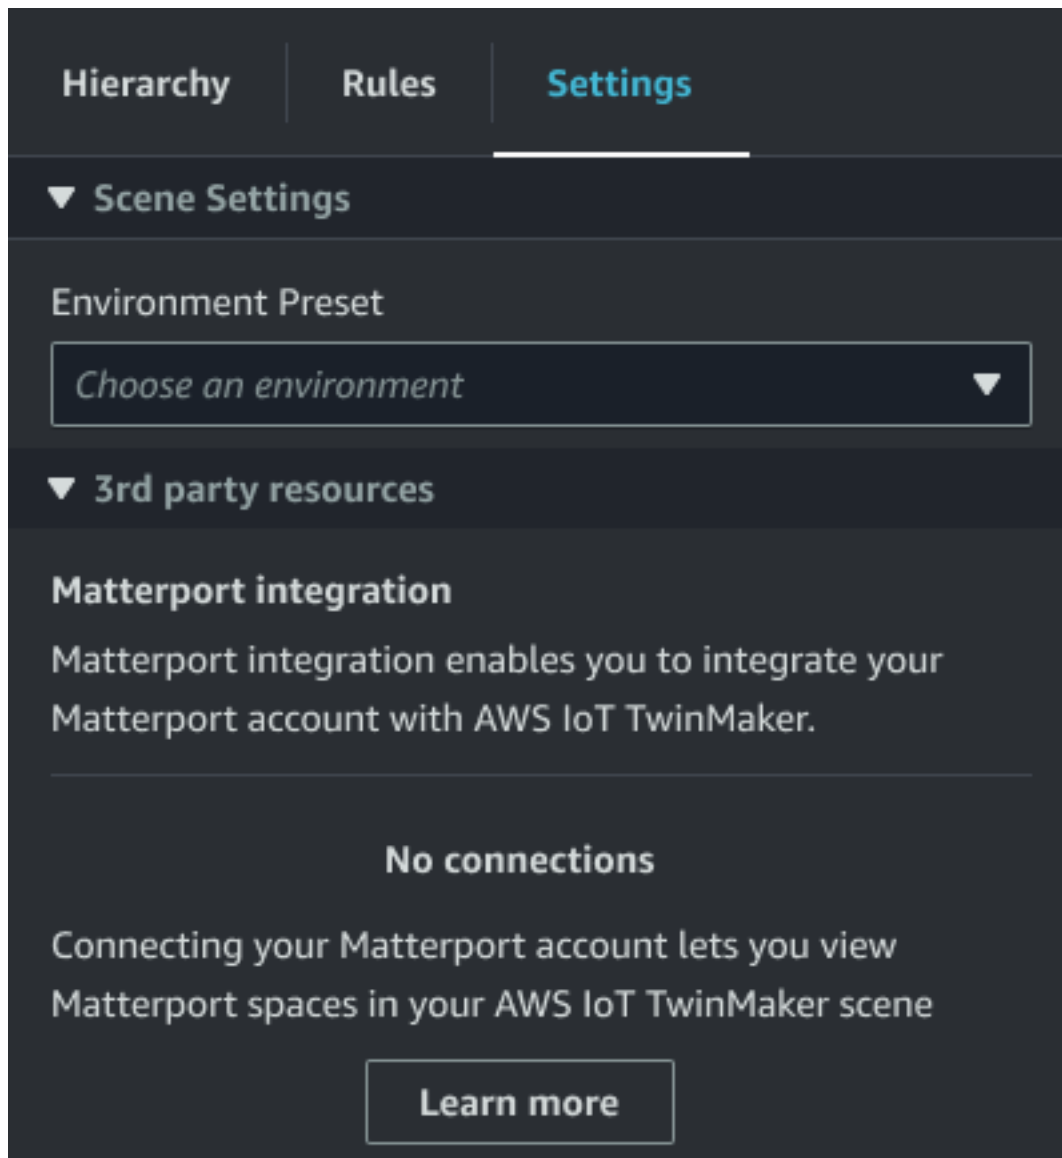 Hierarchy Rules Settings
Scene Settings
Environment Preset
Choose an environment
3rd party resources
Matterport integration
Matterport integration enables you to integrate your
Matterport account with AWS IoT TwinMaker.
No connections
Connecting your Matterport account lets you view
Matterport spaces in your AWS IoT TwinMaker scene
Learn more